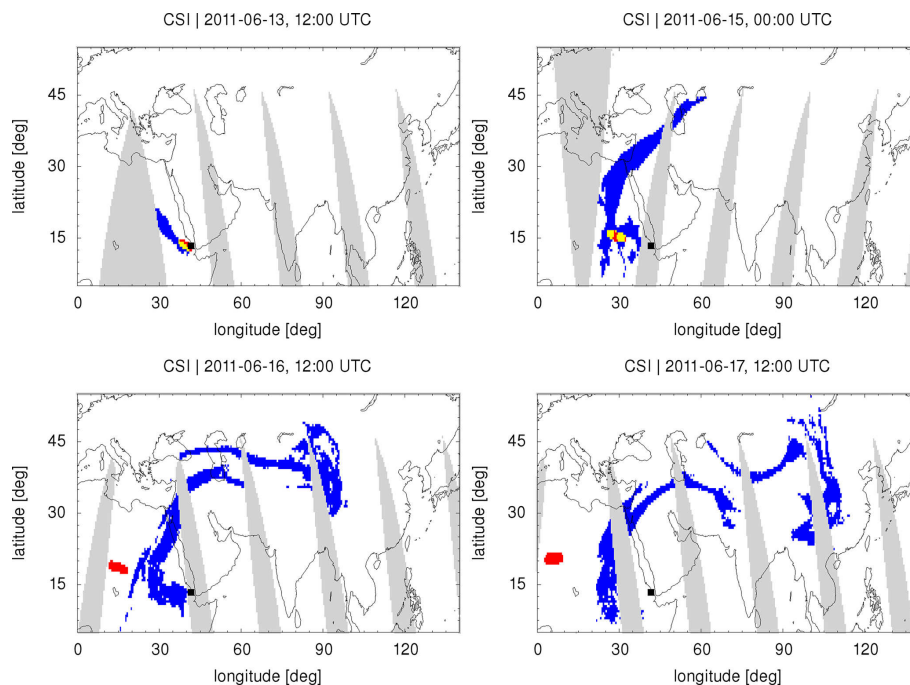 CSI | 2011-06-13, 12:00 UTC
latitude [deg]
45
30
15
0 30 60 90 120
longitude [deg]
CSI | 2011-06-15, 00:00 UTC
latitude [deg]
45
30
15
0 30 60 90 120
longitude [deg]
CSI | 2011-06-16, 12:00 UTC
latitude [deg]
45
30
15
0 30 60 90 120
longitude [deg]
CSI | 2011-06-17, 12:00 UTC
latitude [deg]
45
30
15
0 30 60 90 120
longitude [deg]